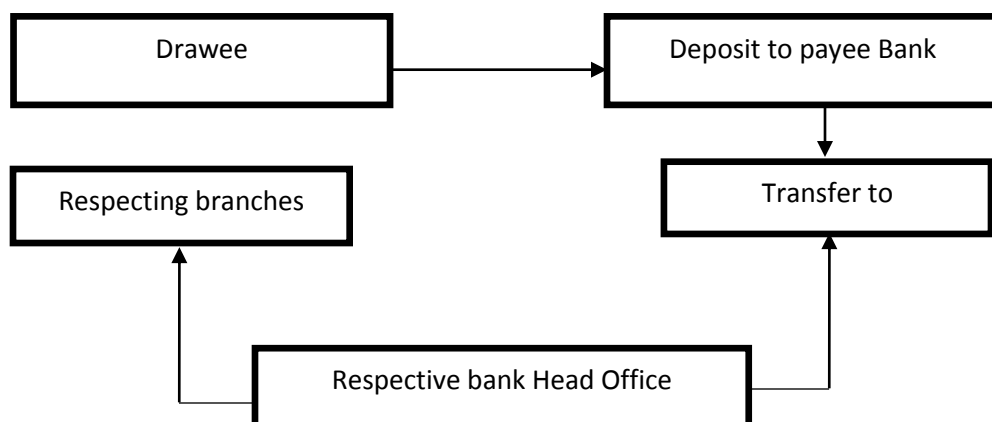 Drawee
Deposit to payee Bank
Respecting branches
Transfer to
Respective bank Head Office